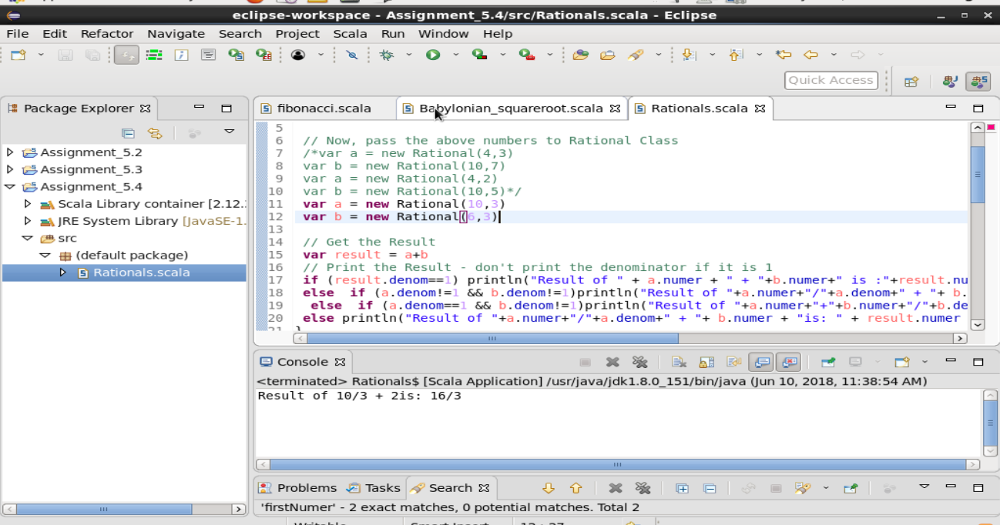 eclipse-workspace - Assignment_5.4/src/Rationals.scala - Eclipse
File Edit Refactor Navigate Search Project Scala Run Window Help
Quick Access
Package Explorer
Assignment_5.2
Assignment_5.3
Assignment_5.4
Scala Library container [2.12.
JRE System Library [JavaSE-1.
src
(default package)
Rationals.scala
fibonacci.scala Babylonian_squareroot.scala Rationals.scala
5
6 // Now, pass the above numbers to Rational Class
7 /*var a = new Rational(4,3)
8 var b = new Rational(10,7)
9 var a = new Rational(4,2)
10 var b = new Rational(10,5)*/
11 var a = new Rational(10,3)
12 var b = new Rational(6,3)
13
14 // Get the Result
15 var result = a+b
16 // Print the Result - don't print the denominator if it is 1
17 if (result.denom==1) println("Result of " + a.numer + " + "+b.numer+" is :"+result.nu
18 else  if (a.denom!=1 && b.denom!=1)println("Result of "+a.numer+"/"+a.denom+" + "+ b.
19 else  if (a.denom==1 && b.denom!=1)println("Result of "+a.numer+"+"+b.numer+"/"+b.de
20 else println("Result of "+a.numer+"/"+a.denom+" + "+ b.numer + "is: " + result.numer
Console
<terminated> Rationals$ [Scala Application] /usr/java/jdk1.8.0_151/bin/java (Jun 10, 2018, 11:38:54 AM)
Result of 10/3 + 2is: 16/3
Problems Tasks Search
'firstNumer' - 2 exact matches, 0 potential matches. Total 2